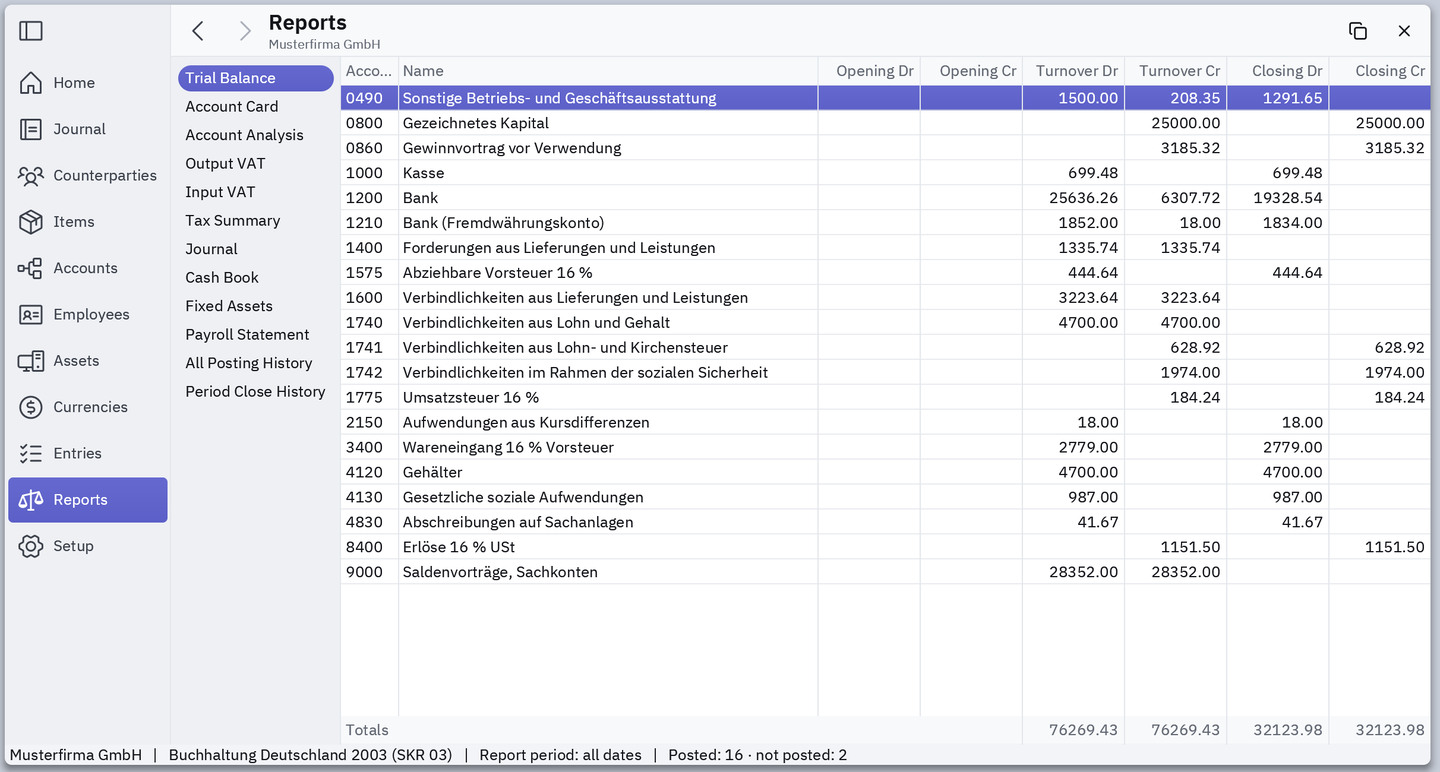 Reports
Musterfirma GmbH
Home
Journal
Counterparties
Items
Accounts
Employees
Assets
Currencies
Entries
Reports
Setup
Trial Balance
Account Card
Account Analysis
Output VAT
Input VAT
Tax Summary
Journal
Cash Book
Fixed Assets
Payroll Statement
All Posting History
Period Close History
Acco... Name Opening Dr Opening Cr Turnover Dr Turnover Cr Closing Dr Closing Cr
0490 Sonstige Betriebs- und Geschäftsausstattung 1500.00 208.35 1291.65
0800 Gezeichnetes Kapital 25000.00 25000.00
0860 Gewinnvortrag vor Verwendung 3185.32 3185.32
1000 Kasse 699.48 699.48
1200 Bank 25636.26 6307.72 19328.54
1210 Bank (Fremdwährungskonto) 1852.00 18.00 1834.00
1400 Forderungen aus Lieferungen und Leistungen 1335.74 1335.74
1575 Abziehbare Vorsteuer 16 % 444.64 444.64
1600 Verbindlichkeiten aus Lieferungen und Leistungen 3223.64 3223.64
1740 Verbindlichkeiten aus Lohn und Gehalt 4700.00 4700.00
1741 Verbindlichkeiten aus Lohn- und Kirchensteuer 628.92 628.92
1742 Verbindlichkeiten im Rahmen der sozialen Sicherheit 1974.00 1974.00
1775 Umsatzsteuer 16 % 184.24 184.24
2150 Aufwendungen aus Kursdifferenzen 18.00 18.00
3400 Wareneingang 16 % Vorsteuer 2779.00 2779.00
4120 Gehälter 4700.00 4700.00
4130 Gesetzliche soziale Aufwendungen 987.00 987.00
4830 Abschreibungen auf Sachanlagen 41.67 41.67
8400 Erlöse 16 % USt 1151.50 1151.50
9000 Saldenvorträge, Sachkonten 28352.00 28352.00
Totals 76269.43 76269.43 32123.98 32123.98
Musterfirma GmbH | Buchhaltung Deutschland 2003 (SKR 03) | Report period: all dates | Posted: 16 · not posted: 2